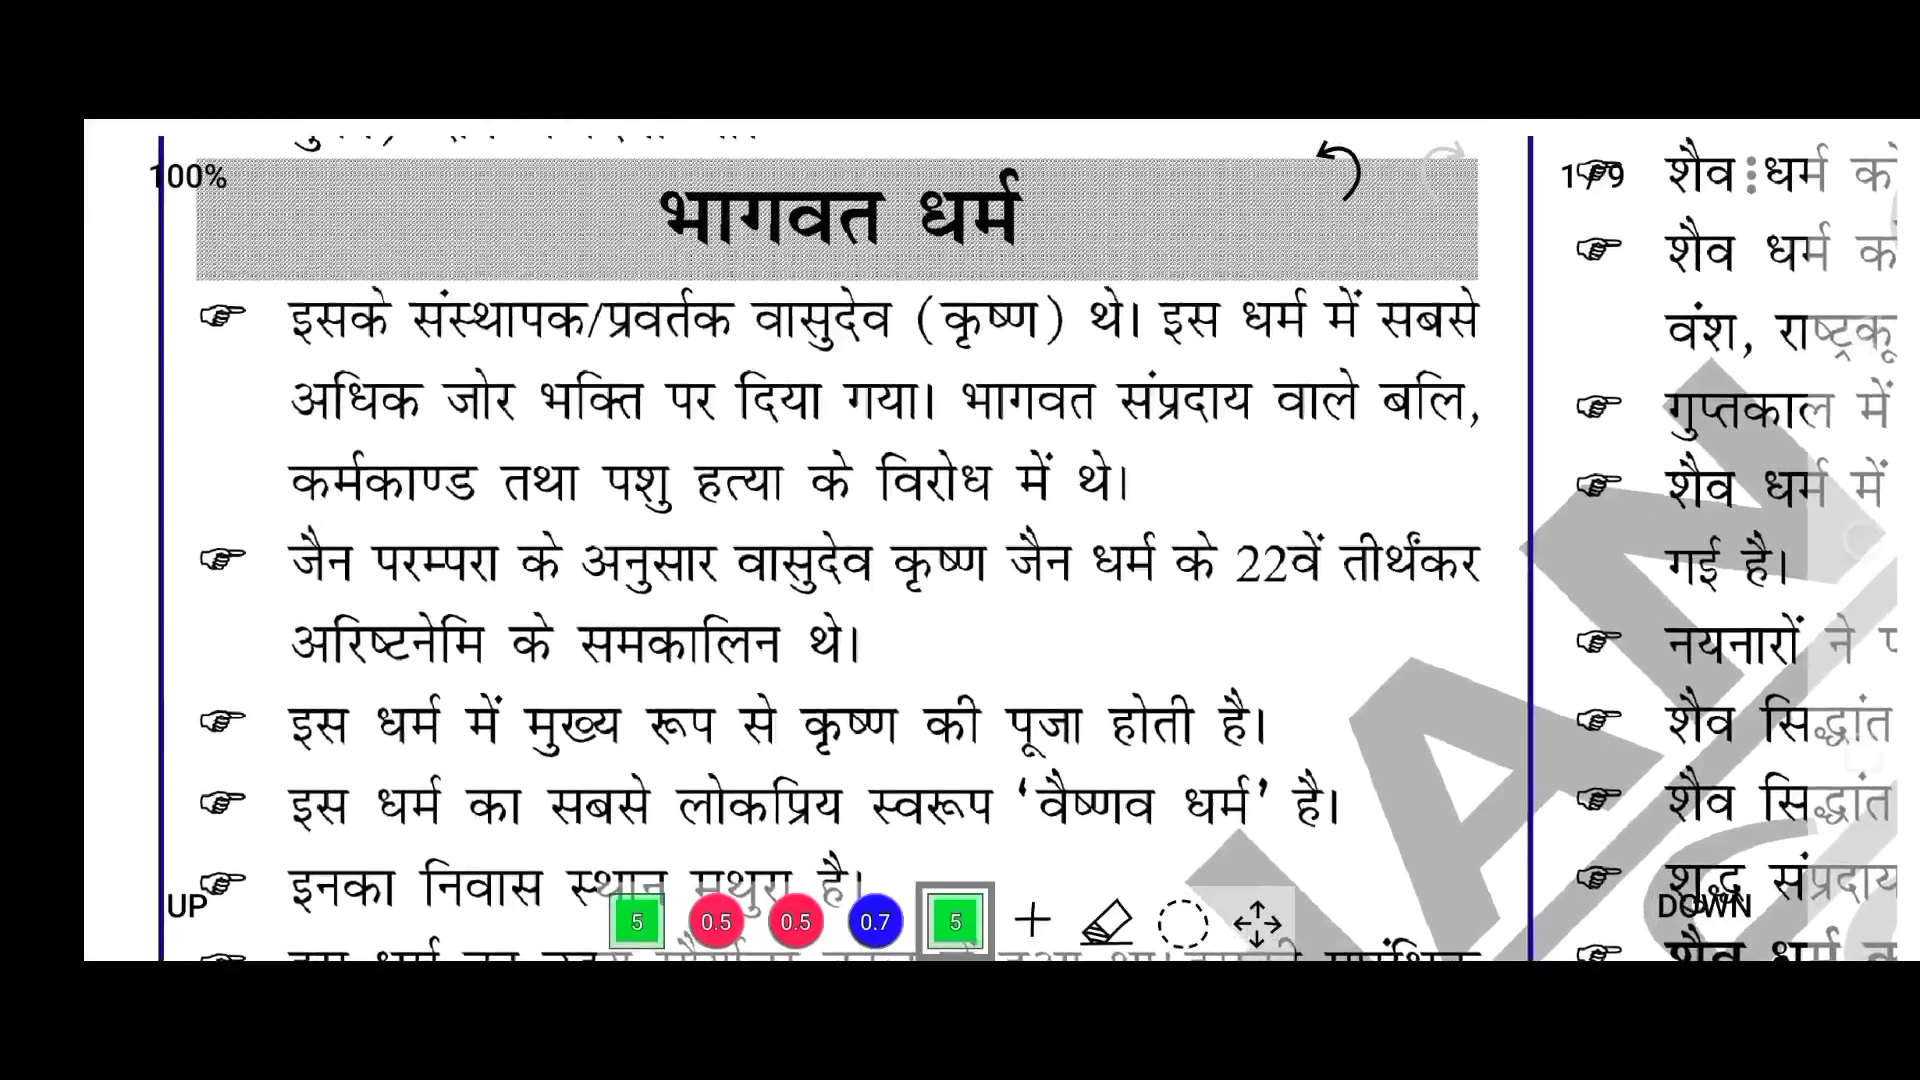 100%
भागवत धर्म
इसके संस्थापक/प्रवर्तक वासुदेव (कृष्ण) थे। इस धर्म में सबसे
अधिक जोर भक्ति पर दिया गया। भागवत संप्रदाय वाले बलि,
कर्मकाण्ड तथा पशु हत्या के विरोध में थे।
जैन परम्परा के अनुसार वासुदेव कृष्ण जैन धर्म के 22वें तीर्थंकर
अरिष्टनेमि के समकालिन थे।
इस धर्म में मुख्य रूप से कृष्ण की पूजा होती है।
इस धर्म का सबसे लोकप्रिय स्वरूप ‘वैष्णव धर्म’ है।
इनका निवास स्थान मथुरा है।
UP
5 0.5 0.5 0.7 5
शैव धर्म
शैव धर्म
वंश,
गुप्तकाल में
शैव धर्म में
गई है।
नयनारों ने
शैव सिद्धांत
शैव सिद्धांत
संप्रदाय
DOWN
शैव धर्म